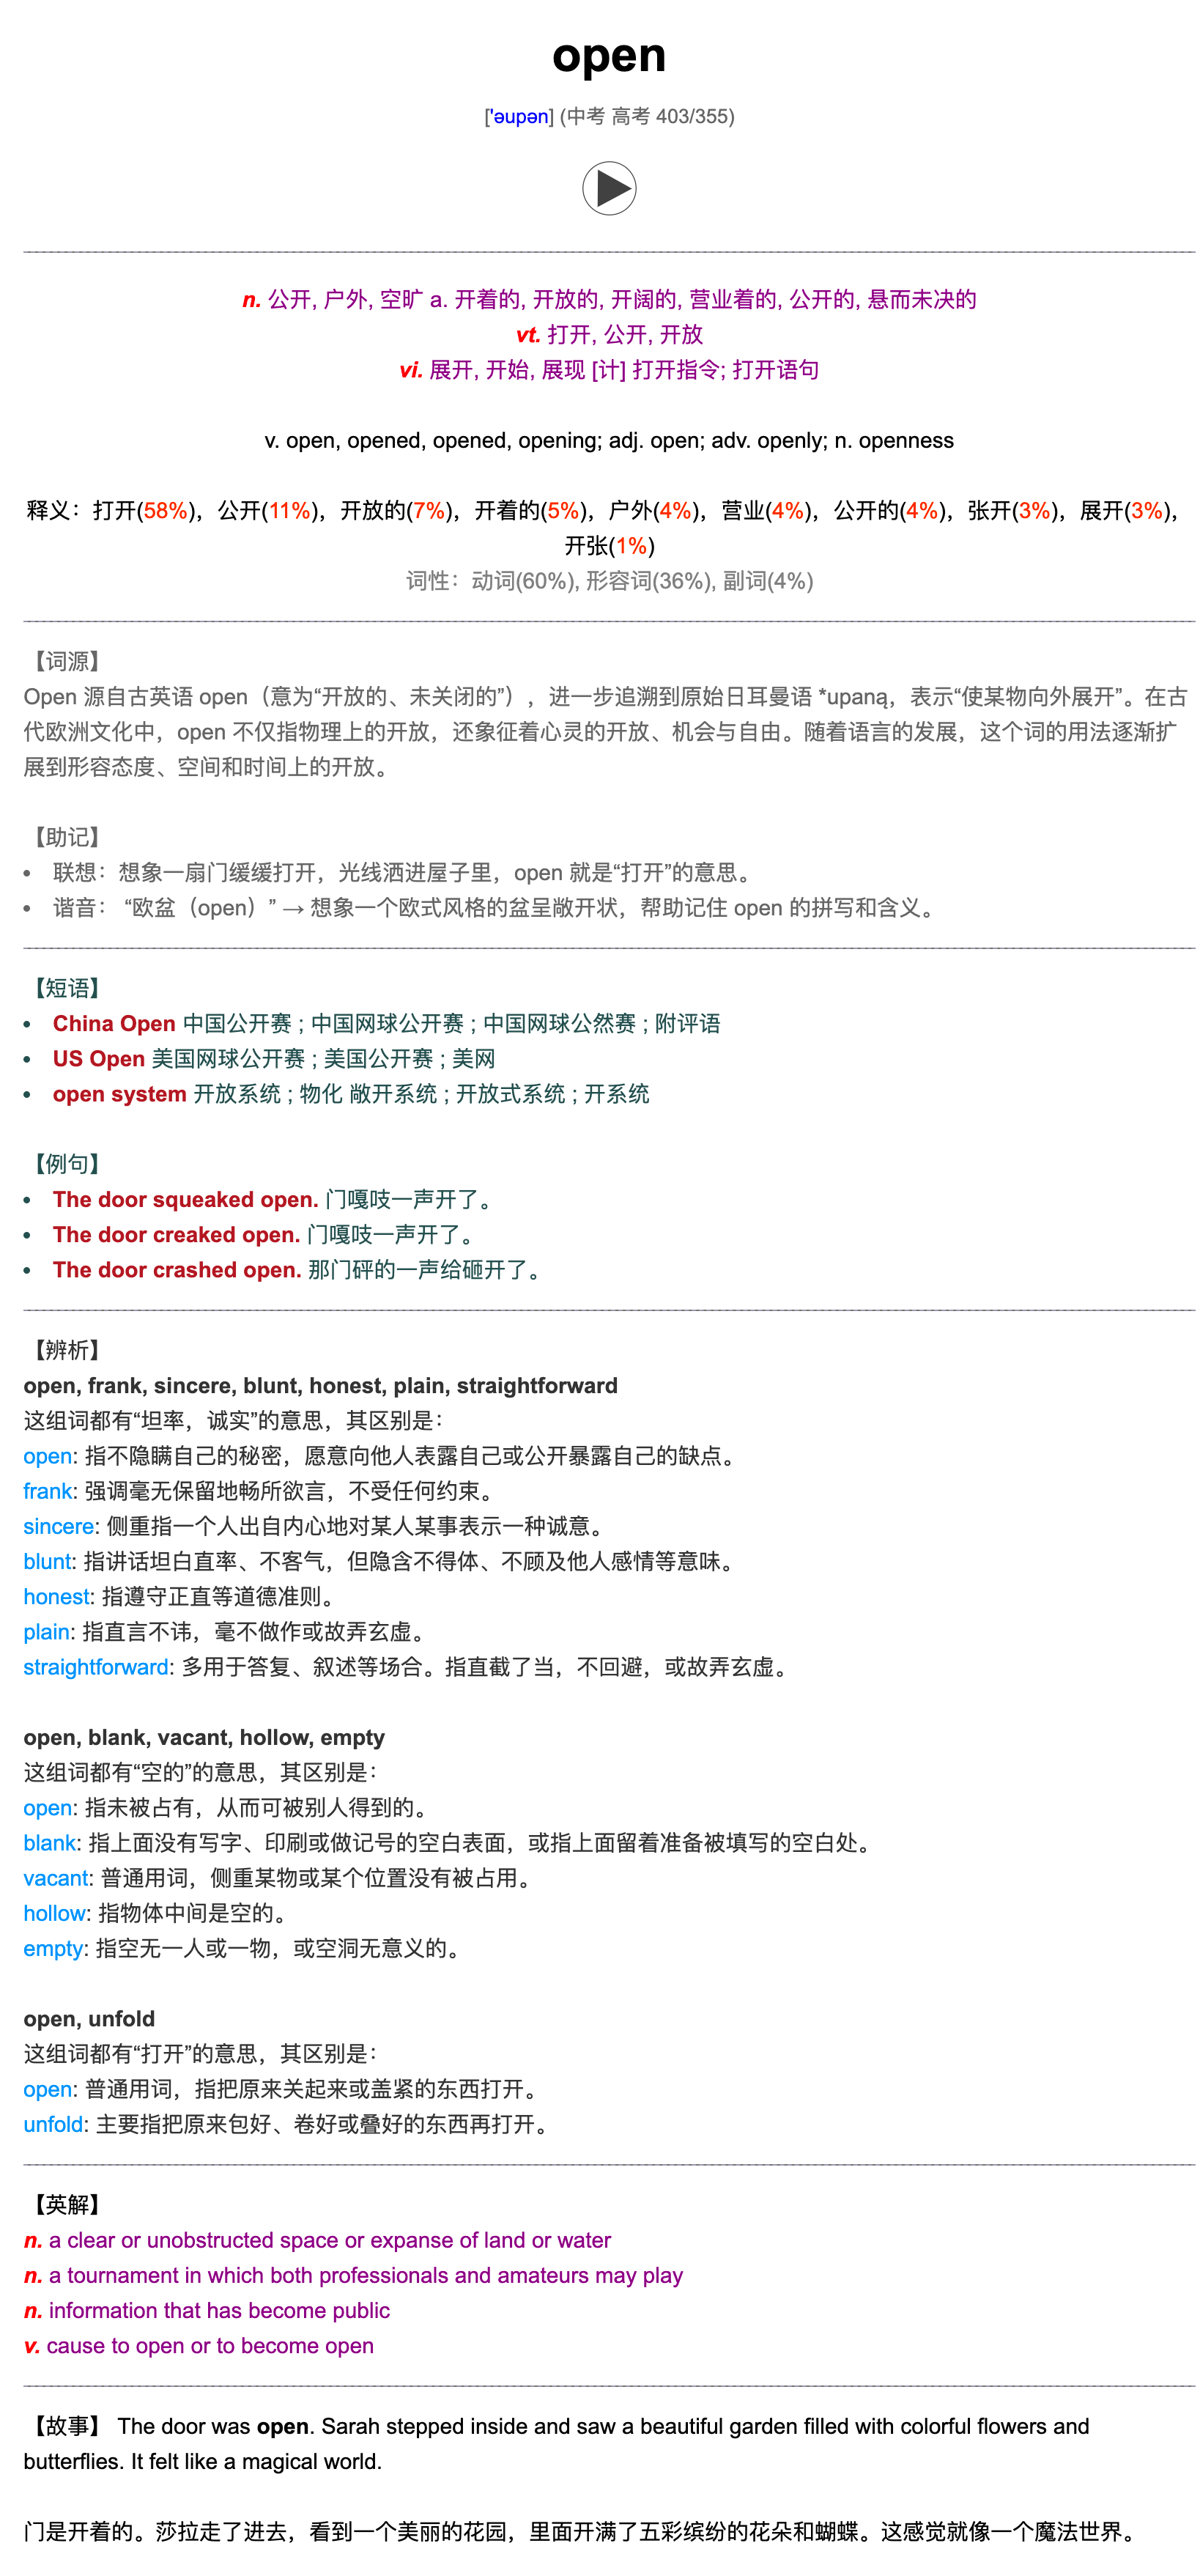 open
['əupən] (中考 高考 403/355)
n. 公开, 户外, 空旷 a. 开着的, 开放的, 开阔的, 营业着的, 公开的, 悬而未决的
vt. 打开, 公开, 开放
vi. 展开, 开始, 展现 [计] 打开指令; 打开语句
v. open, opened, opened, opening; adj. open; adv. openly; n. openness
释义：打开(58%)，公开(11%)，开放的(7%)，开着的(5%)，户外(4%)，营业(4%)，公开的(4%)，张开(3%)，展开(3%)，
开张(1%)
词性：动词(60%), 形容词(36%), 副词(4%)
【词源】
Open 源自古英语 open（意为“开放的、未关闭的”），进一步追溯到原始日耳曼语 *upaną，表示“使某物向外展开”。在古
代欧洲文化中，open 不仅指物理上的开放，还象征着心灵的开放、机会与自由。随着语言的发展，这个词的用法逐渐扩
展到形容态度、空间和时间上的开放。
【助记】
• 联想：想象一扇门缓缓打开，光线洒进屋子里，open 就是“打开”的意思。
• 谐音： “欧盆（open）” → 想象一个欧式风格的盆呈敞开状，帮助记住 open 的拼写和含义。
【短语】
• China Open 中国公开赛 ; 中国网球公开赛 ; 中国网球公然赛 ; 附评语
• US Open 美国网球公开赛 ; 美国公开赛 ; 美网
• open system 开放系统 ; 物化 敞开系统 ; 开放式系统 ; 开系统
【例句】
• The door squeaked open. 门嘎吱一声开了。
• The door creaked open. 门嘎吱一声开了。
• The door crashed open. 那门砰的一声给砸开了。
【辨析】
open, frank, sincere, blunt, honest, plain, straightforward
这组词都有“坦率，诚实”的意思，其区别是：
open: 指不隐瞒自己的秘密，愿意向他人表露自己或公开暴露自己的缺点。
frank: 强调毫无保留地畅所欲言，不受任何约束。
sincere: 侧重指一个人出自内心地对某人某事表示一种诚意。
blunt: 指讲话坦白直率、不客气，但隐含不得体、不顾及他人感情等意味。
honest: 指遵守正直等道德准则。
plain: 指直言不讳，毫不做作或故弄玄虚。
straightforward: 多用于答复、叙述等场合。指直截了当，不回避，或故弄玄虚。
open, blank, vacant, hollow, empty
这组词都有“空的”的意思，其区别是：
open: 指未被占有，从而可被别人得到的。
blank: 指上面没有写字、印刷或做记号的空白表面，或指上面留着准备被填写的空白处。
vacant: 普通用词，侧重某物或某个位置没有被占用。
hollow: 指物体中间是空的。
empty: 指空无一人或一物，或空洞无意义的。
open, unfold
这组词都有“打开”的意思，其区别是：
open: 普通用词，指把原来关起来或盖紧的东西打开。
unfold: 主要指把原来包好、卷好或叠好的东西再打开。
【英解】
n. a clear or unobstructed space or expanse of land or water
n. a tournament in which both professionals and amateurs may play
n. information that has become public
v. cause to open or to become open
【故事】 The door was open. Sarah stepped inside and saw a beautiful garden filled with colorful flowers and
butterflies. It felt like a magical world.
门是开着的。莎拉走了进去，看到一个美丽的花园，里面开满了五彩缤纷的花朵和蝴蝶。这感觉就像一个魔法世界。